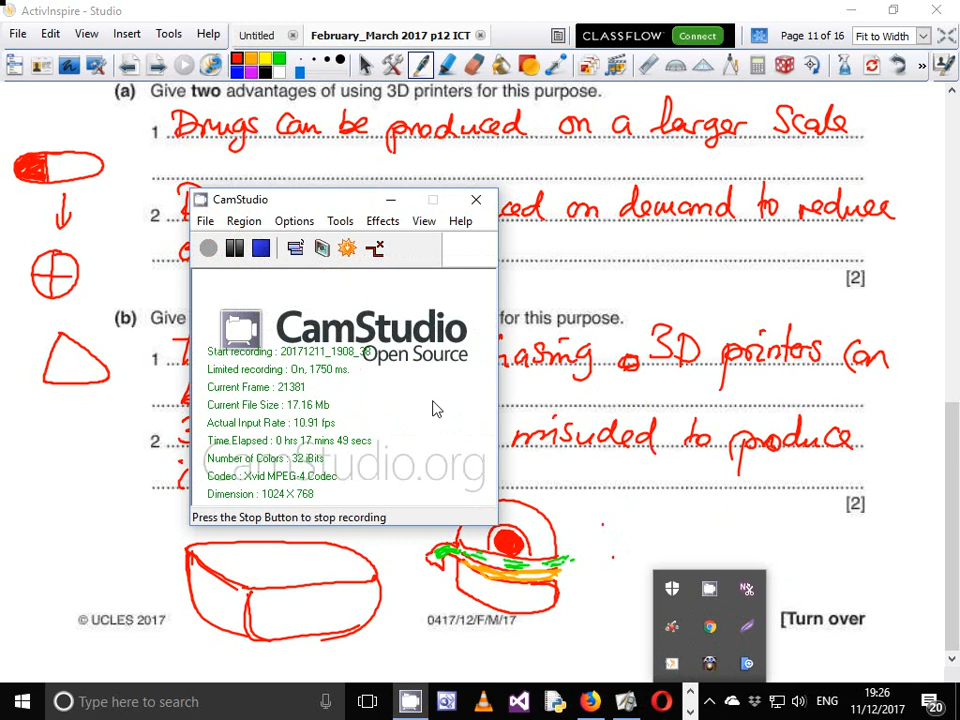 ActivInspire - Studio
File Edit View Insert Tools Help Untitled February_March 2017 p12 ICT CLASSFLOW Connect Page 11 of 16 Fit to Width
(a) Give two advantages of using 3D printers for this purpose.
1 Drugs can be produced on a larger Scale
2 on demand to reduce
[2]
(b) Give for this purpose.
1 3D printers can
2 misuded to produce
[2]
CamStudio
File Region Options Tools Effects View Help
CamStudio
Open Source
Start recording : 20171211_1908_38
Limited recording : On, 1750 ms.
Current Frame : 21381
Current File Size : 17.16 Mb
Actual Input Rate : 10.91 fps
Time Elapsed : 0 hrs 17 mins 49 secs
Number of Colors : 32 Bits
CamStudio.org
Codec : Xvid MPEG-4 Codec
Dimension : 1024 X 768
Press the Stop Button to stop recording
© UCLES 2017 0417/12/F/M/17 [Turn over
Type here to search ENG 19:26 11/12/2017 20